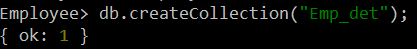 Employee> db.createCollection("Emp_det");
{ ok: 1 }